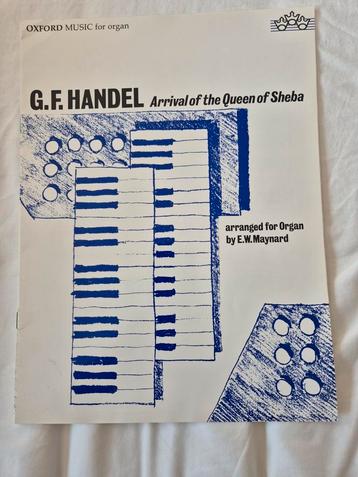 OXFORD MUSIC for organ
G.F. HANDEL Arrival of the Queen of Sheba
arranged for Organ
by E.W. Maynard